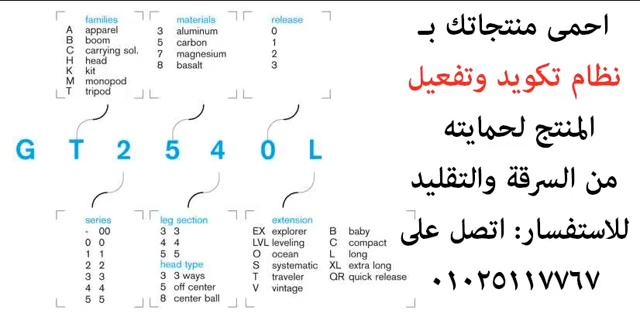 families
A apparel
B boom
C carrying sol.
H head
K kit
M monopod
T tripod
materials
3 aluminum
5 carbon
7 magnesium
8 basalt
release
0
1
2
3
G T 2 5 4 0 L
series
- 00
0 0
1 1
2 2
3 3
4 4
5 5
leg section
3 3
4 4
5 5
head type
3 3 ways
5 off center
8 center ball
extension
EX explorer
LVL leveling
O ocean
S systematic
T traveler
V vintage
B baby
C compact
L long
XL extra long
QR quick release
احمى منتجاتك بـ
نظام تكويد وتفعيل
المنتج لحمايته
من السرقة والتقليد
للاستفسار: اتصل على
٠١٠٢٥١١٧٧٦٧